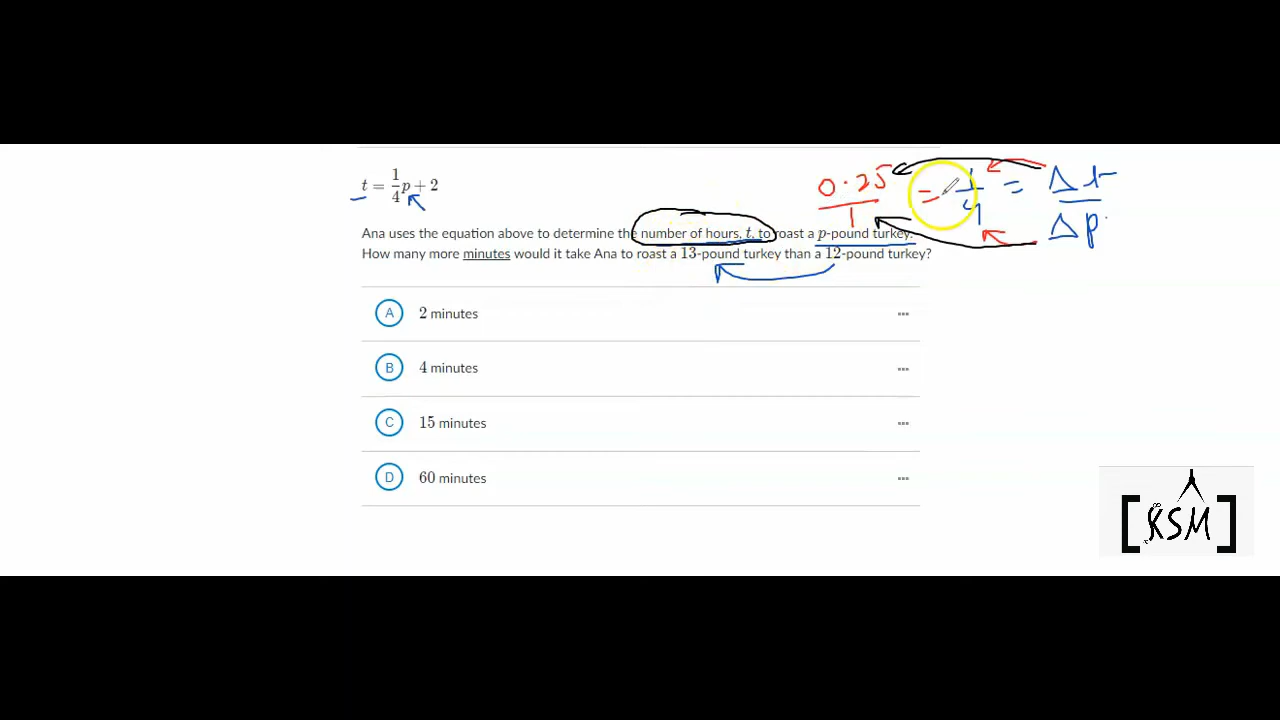 t = 1/4 p + 2
0.25/1 = 1/4 = Δt/Δp
Ana uses the equation above to determine the number of hours, t, to roast a p-pound turkey.
How many more minutes would it take Ana to roast a 13-pound turkey than a 12-pound turkey?
A 2 minutes
B 4 minutes
C 15 minutes
D 60 minutes
[KSM]